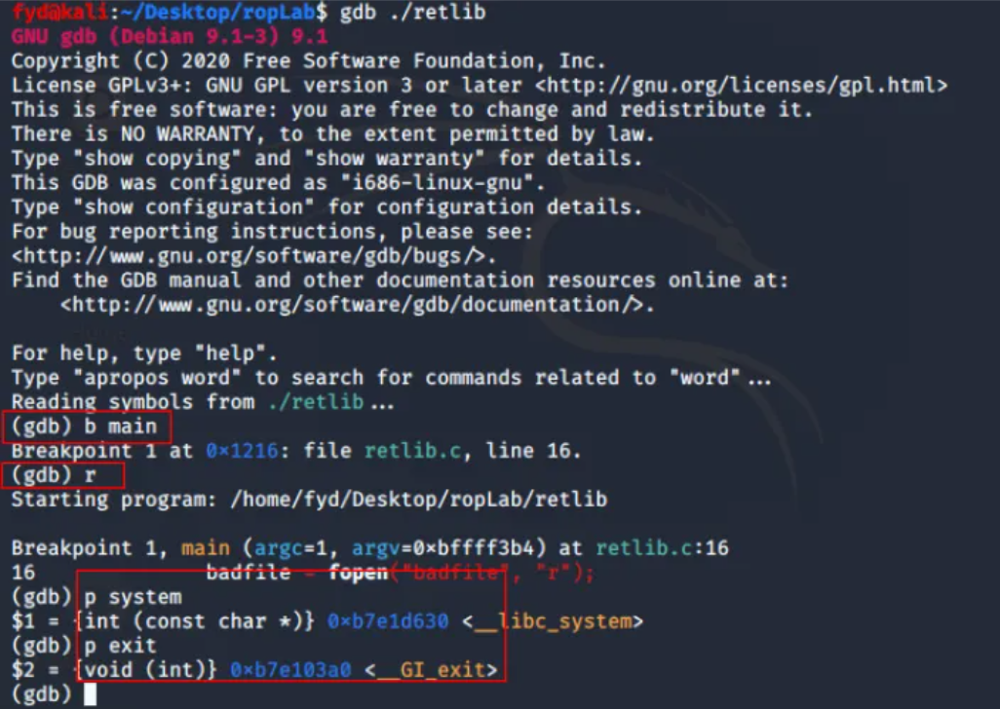 fyd@kali:~/Desktop/ropLab$ gdb ./retlib
GNU gdb (Debian 9.1-3) 9.1
Copyright (C) 2020 Free Software Foundation, Inc.
License GPLv3+: GNU GPL version 3 or later <http://gnu.org/licenses/gpl.html>
This is free software: you are free to change and redistribute it.
There is NO WARRANTY, to the extent permitted by law.
Type "show copying" and "show warranty" for details.
This GDB was configured as "i686-linux-gnu".
Type "show configuration" for configuration details.
For bug reporting instructions, please see:
<http://www.gnu.org/software/gdb/bugs/>.
Find the GDB manual and other documentation resources online at:
    <http://www.gnu.org/software/gdb/documentation/>.

For help, type "help".
Type "apropos word" to search for commands related to "word"...
Reading symbols from ./retlib...
(gdb) b main
Breakpoint 1 at 0x1216: file retlib.c, line 16.
(gdb) r
Starting program: /home/fyd/Desktop/ropLab/retlib

Breakpoint 1, main (argc=1, argv=0xbffff3b4) at retlib.c:16
16              badfile = fopen("badfile", "r");
(gdb) p system
$1 = {int (const char *)} 0xb7e1d630 <__libc_system>
(gdb) p exit
$2 = {void (int)} 0xb7e103a0 <__GI_exit>
(gdb)